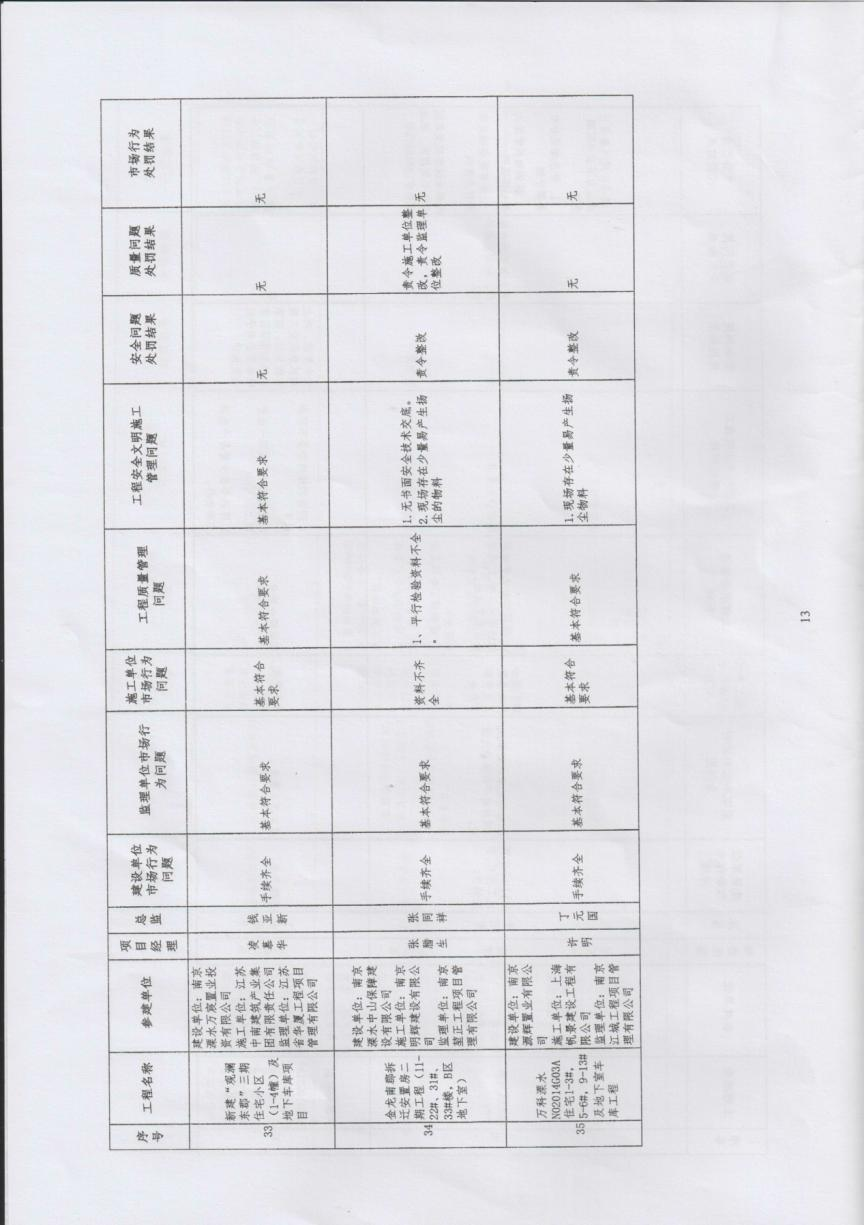 序号
工程名称
参建单位
项目经理
总监
建设单位
市场行为
问题
监理单位市场行
为问题
施工单位
市场行为
问题
工程质量管理
问题
工程安全文明施工
管理问题
安全问题
处罚结果
质量问题
处罚结果
市场行为
处罚结果
33
新建“观澜
东郡”三期
住宅小区
（1-4幢）及
地下车库项
目
建设单位：南京
溧水万宸置业投
资有限公司
施工单位：江苏
中南建筑产业集
团有限责任公司
监理单位：江苏
省华厦工程项目
管理有限公司
凌慕华
钱亚新
手续齐全
基本符合要求
基本符合
要求
基本符合要求
基本符合要求
无
无
无
34
金龙南郡拆
迁安置房二
期工程（11-
22#、31#、
33#楼，B区
地下室）
建设单位：南京
溧水中山保障建
设有限公司
施工单位：南京
明辉建设有限公
司
监理单位：南京
堃正工程项目管
理有限公司
张腊生
张同祥
手续齐全
基本符合要求
资料不齐
全
1、平行检验资料不全
。
1.无书面安全技术交底。
2.现场存在少量易产生扬
尘的物料
责令整改
责令施工单位整
改，责令监理单
位整改
无
35
万科溧水
NO2014G03A
住宅1-3#，
5-6#，9-13#
及地下室车
库工程
建设单位：南京
源辉置业有限公
司
施工单位：上海
帆景建设工程有
限公司
监理单位：南京
江城工程项目管
理有限公司
许明
丁元国
手续齐全
基本符合要求
基本符合
要求
基本符合要求
1.现场存在少量易产生扬
尘物料
责令整改
无
无
13